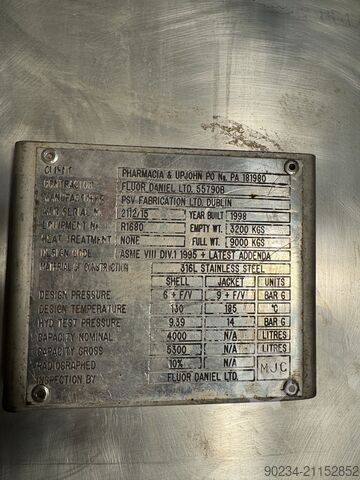 CLIENT PHARMACIA & UPJOHN PO No. PA 181980
CONTRACTOR FLUOR DANIEL LTD. 557908
MANUFACTURER PSV FABRICATION LTD. DUBLIN
SERIAL No. 2112/15 YEAR BUILT 1998
EQUIPMENT No R1680 EMPTY WT. 3200 KGS
HEAT TREATMENT NONE FULL WT. 9000 KGS
DESIGN CODE ASME VIII DIV.1 1995 + LATEST ADDENDA
MATERIAL OF CONSTRUCTION 316L STAINLESS STEEL
SHELL JACKET UNITS
DESIGN PRESSURE 6 + F/V 9 + F/V BAR G
DESIGN TEMPERATURE 130 185 °C
HYD TEST PRESSURE 9.39 14 BAR G
CAPACITY NOMINAL 4000 N/A LITRES
CAPACITY GROSS 5300 N/A LITRES
RADIOGRAPHED 10% N/A MJC
INSPECTION BY FLUOR DANIEL LTD.
90234-21152852